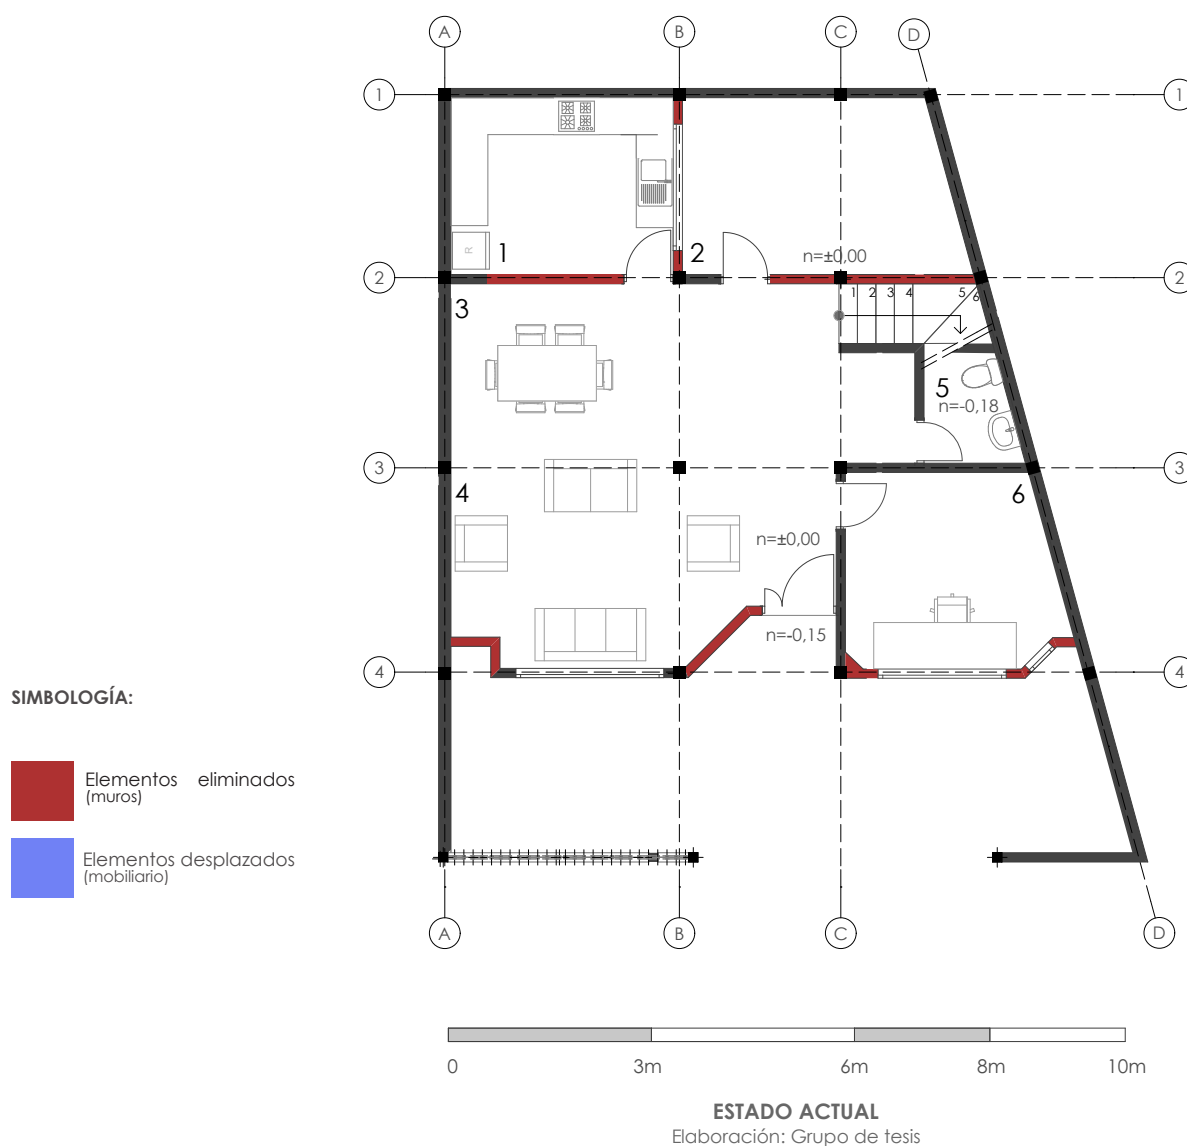 A
B
C
D
1
1
R
1
2
n=±0,00
2
2
3
1
2
3
4
5
6
5
n=-0,18
3
3
4
6
n=±0,00
n=-0,15
4
4
SIMBOLOGÍA:
Elementos eliminados
(muros)
Elementos desplazados
(mobiliario)
A
B
C
D
0
3m
6m
8m
10m
ESTADO ACTUAL
Elaboración: Grupo de tesis